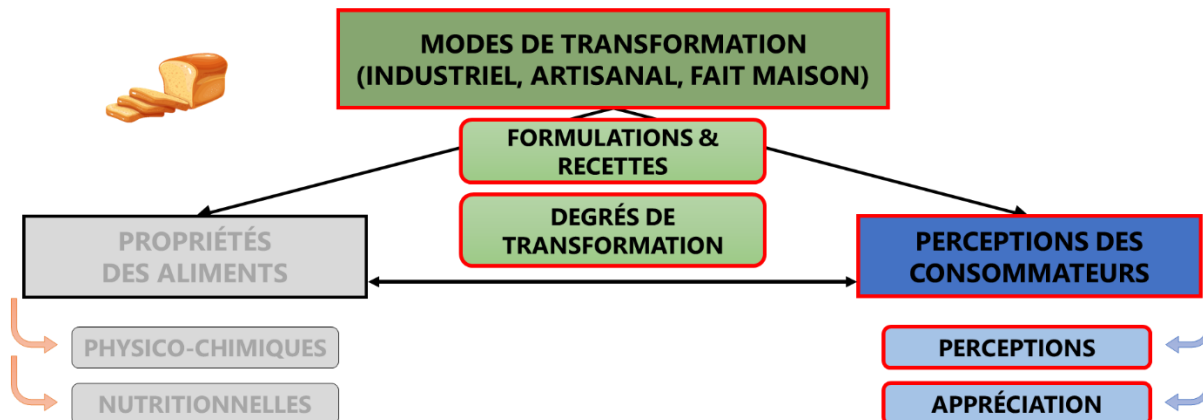 MODES DE TRANSFORMATION
(INDUSTRIEL, ARTISANAL, FAIT MAISON)
FORMULATIONS &
RECETTES
DEGRÉS DE
TRANSFORMATION
PROPRIÉTÉS
DES ALIMENTS
PERCEPTIONS DES
CONSOMMATEURS
PHYSICO-CHIMIQUES
PERCEPTIONS
NUTRITIONNELLES
APPRÉCIATION